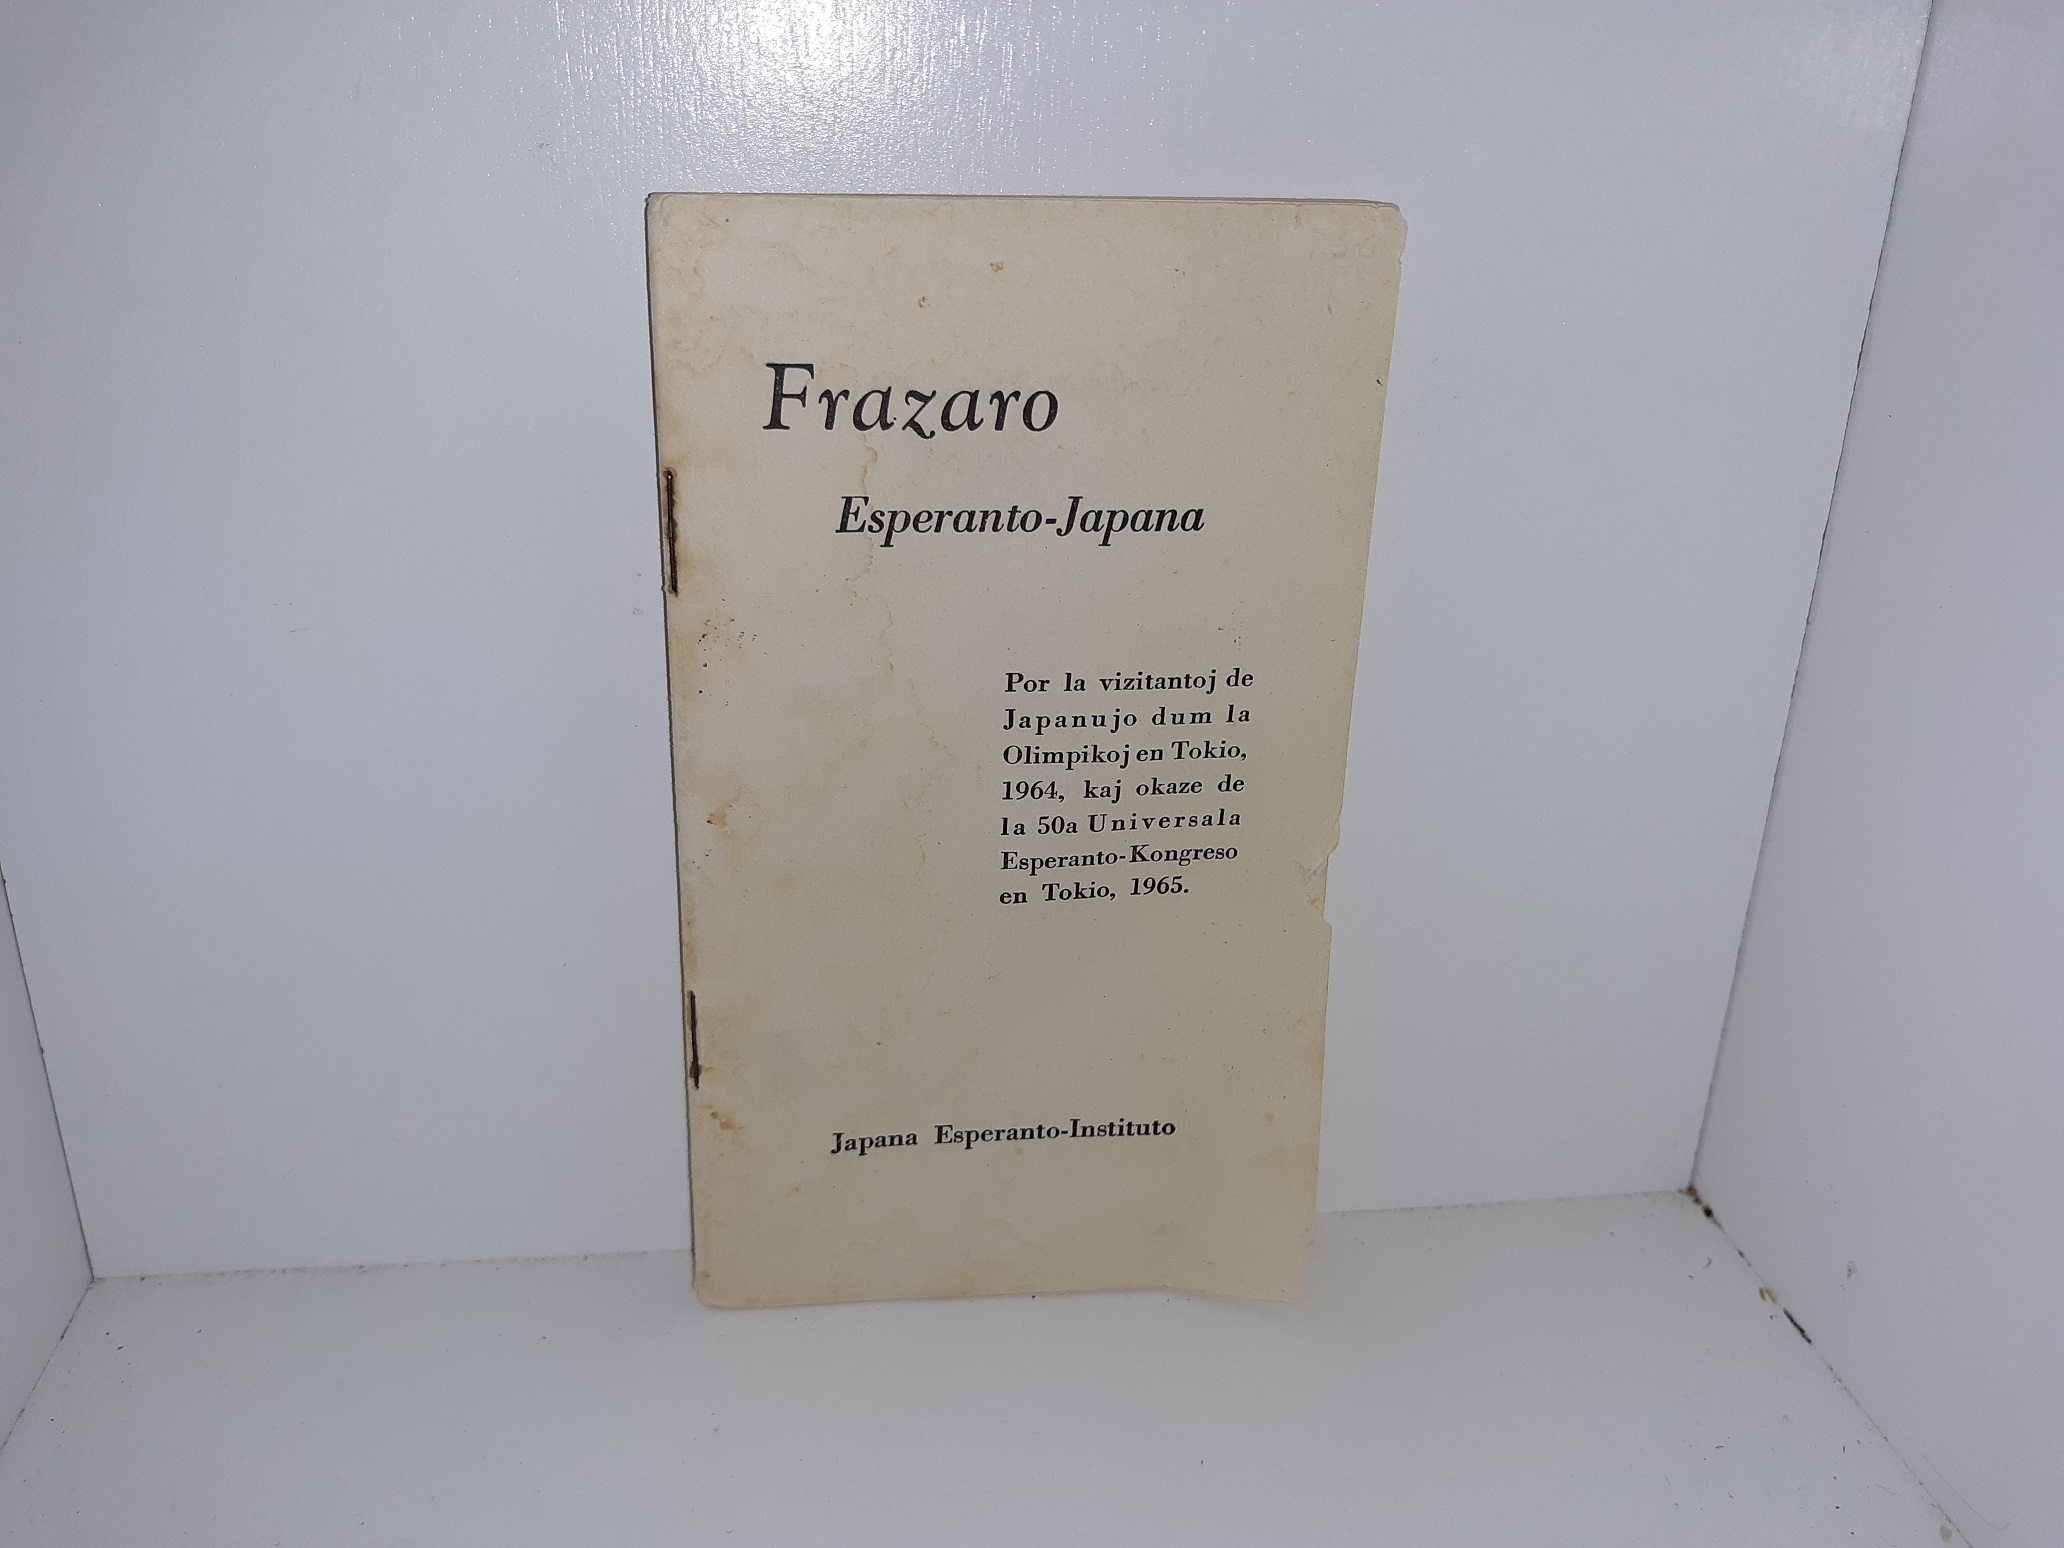 Frazaro
Esperanto-Japana
Por la vizitantoj de
Japanujo dum la
Olimpikoj en Tokio,
1964, kaj okaze de
la 50a Universala
Esperanto-Kongreso
en Tokio, 1965.
Japana Esperanto-Instituto